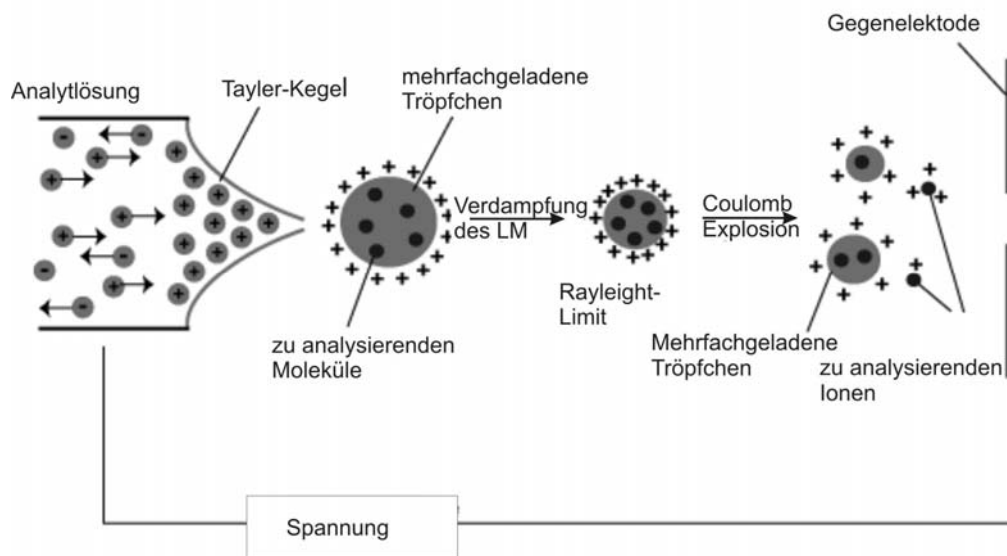 Gegenelektode
Analytlösung
Tayler-Kegel
mehrfachgeladene
Tröpfchen
Verdampfung
des LM
Coulomb
Explosion
Rayleight-
Limit
zu analysierenden
Moleküle
Mehrfachgeladene
Tröpfchen
zu analysierenden
Ionen
Spannung